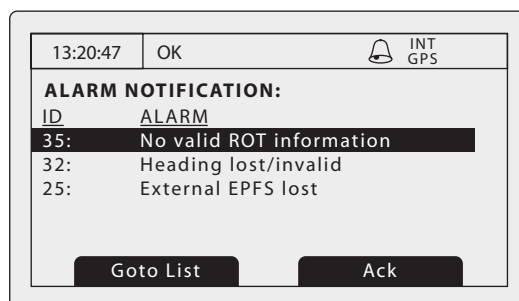 13:20:47 OK INT
GPS
ALARM NOTIFICATION:
ID ALARM
35: No valid ROT information
32: Heading lost/invalid
25: External EPFS lost
Goto List Ack